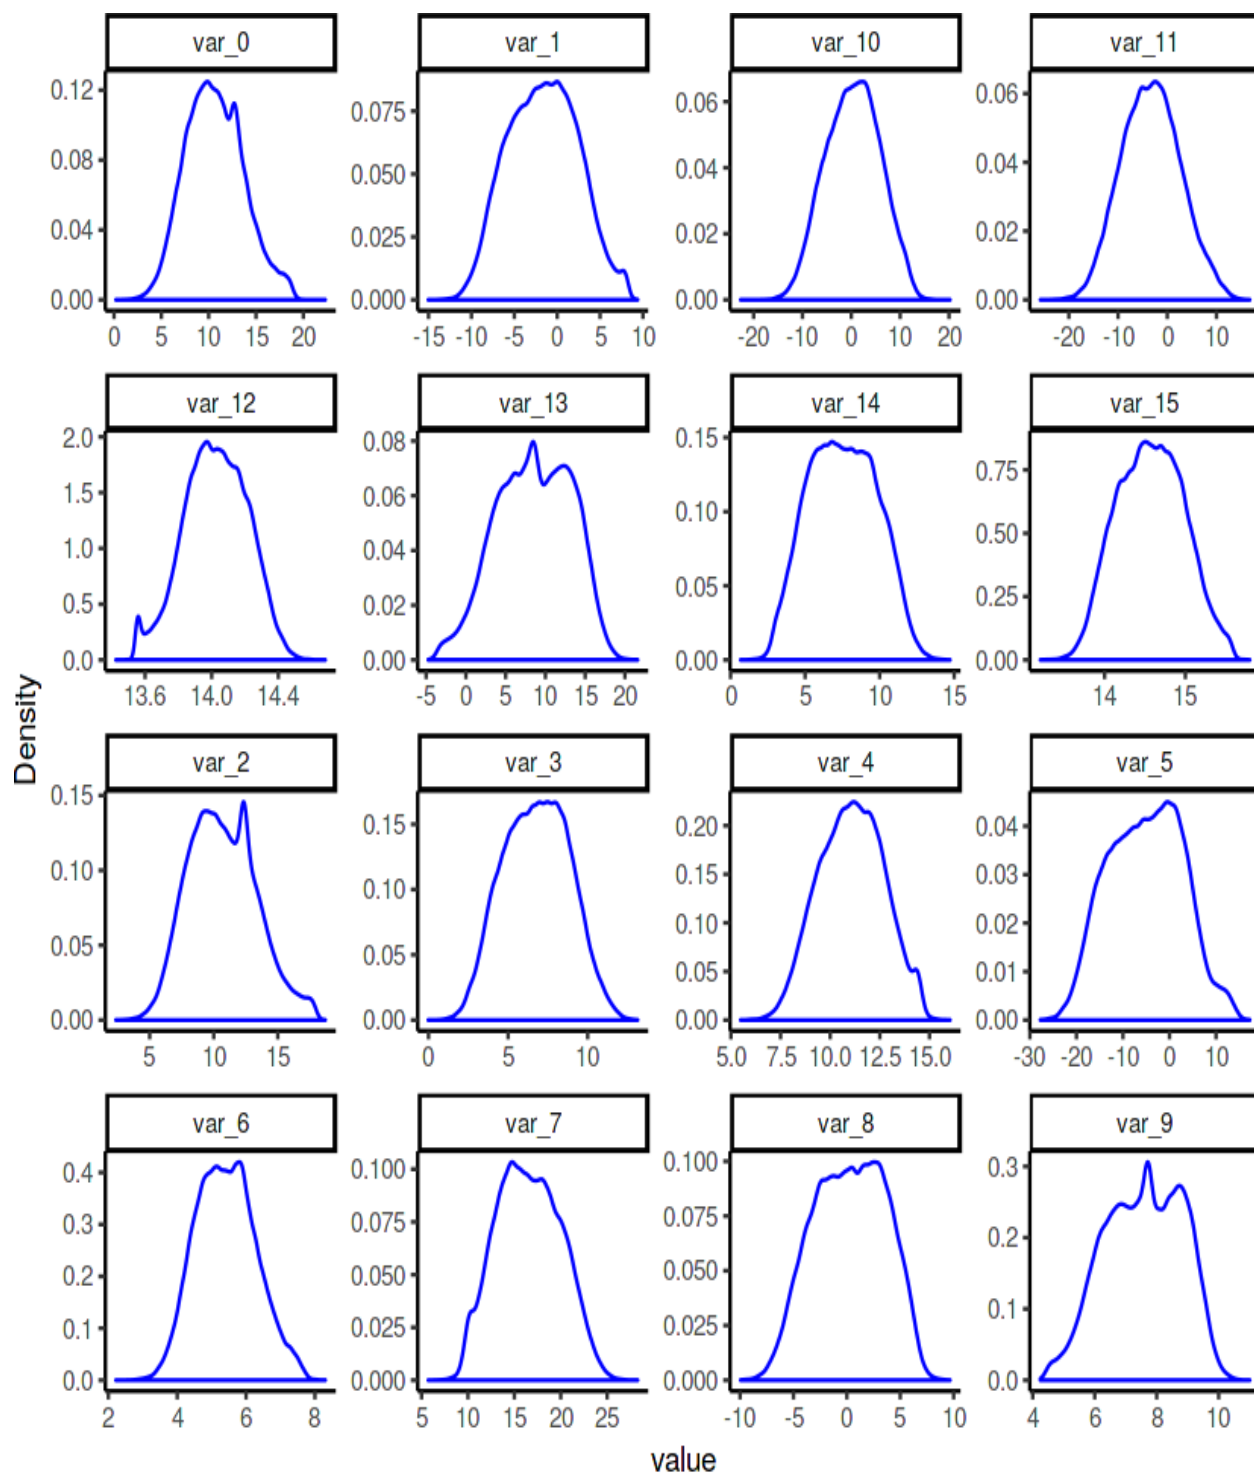 var_0 var_1 var_10 var_11
0.12 0.08 0.04 0.00
0.075 0.050 0.025 0.000
0.06 0.04 0.02 0.00
0.06 0.04 0.02 0.00
0 5 10 15 20
-15 -10 -5 0 5 10
-20 -10 0 10 20
-20 -10 0 10
var_12 var_13 var_14 var_15
2.0 1.5 1.0 0.5 0.0
0.08 0.06 0.04 0.02 0.00
0.15 0.10 0.05 0.00
0.75 0.50 0.25 0.00
13.6 14.0 14.4
-5 0 5 10 15 20
0 5 10 15
14 15
Density
var_2 var_3 var_4 var_5
0.15 0.10 0.05 0.00
0.15 0.10 0.05 0.00
0.20 0.15 0.10 0.05 0.00
0.04 0.03 0.02 0.01 0.00
5 10 15
0 5 10
5.0 7.5 10.0 12.5 15.0
-30 -20 -10 0 10
var_6 var_7 var_8 var_9
0.4 0.3 0.2 0.1 0.0
0.100 0.075 0.050 0.025 0.000
0.100 0.075 0.050 0.025 0.000
0.3 0.2 0.1 0.0
2 4 6 8
5 10 15 20 25
-10 -5 0 5 10
4 6 8 10
value